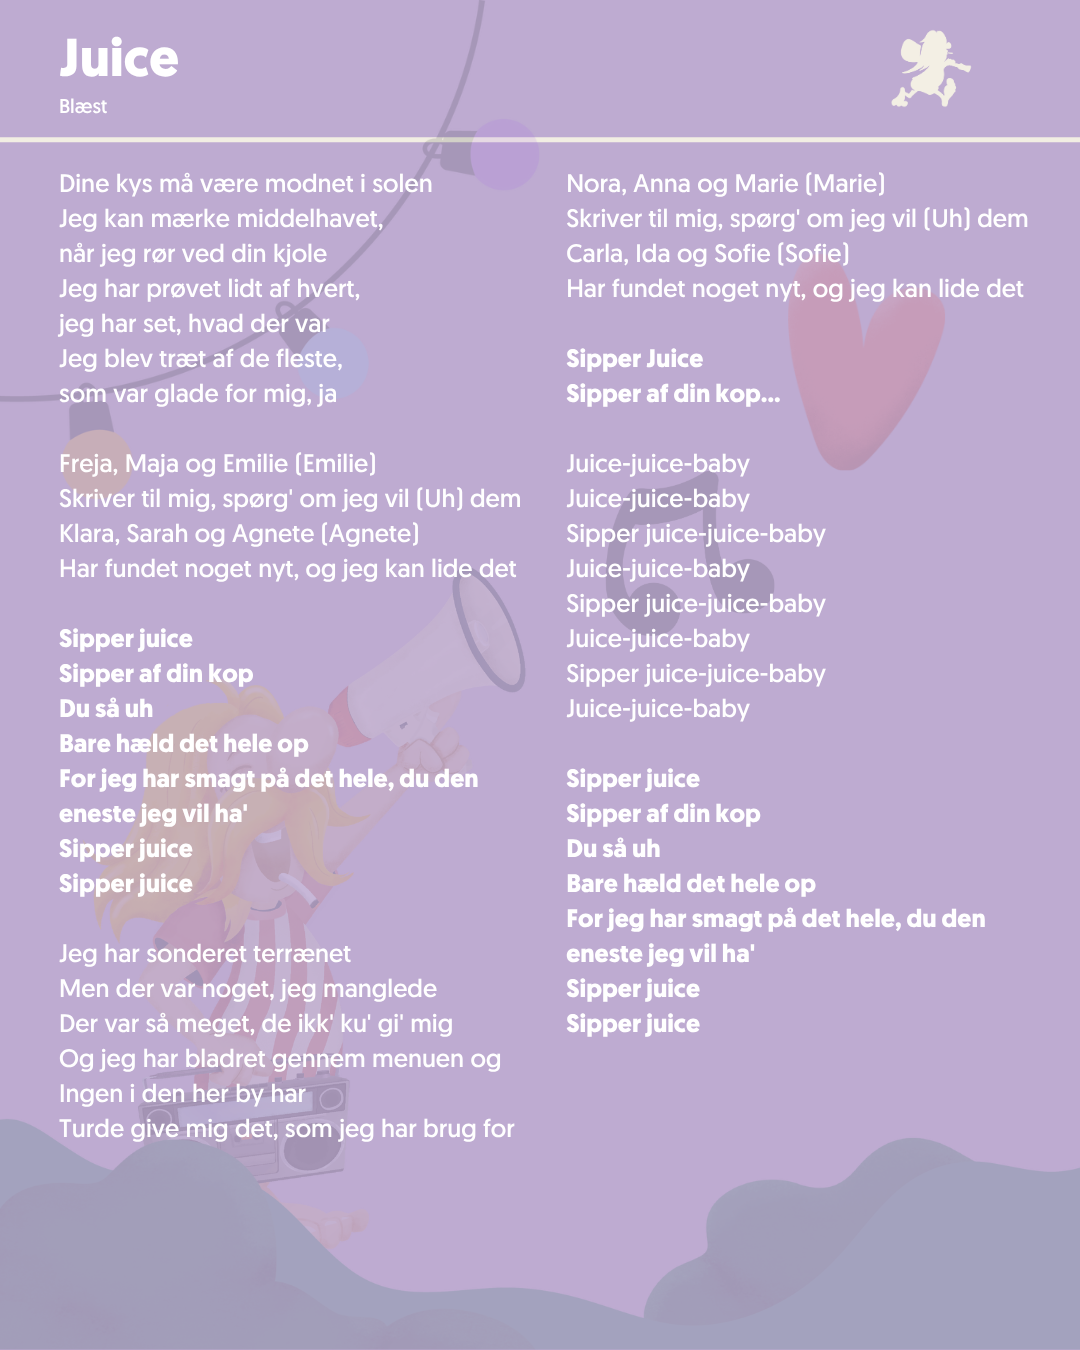 Juice
Blæst
Dine kys må være modnet i solen
Jeg kan mærke middelhavet,
når jeg rør ved din kjole
Jeg har prøvet lidt af hvert,
jeg har set, hvad der var
Jeg blev træt af de fleste,
som var glade for mig, ja
Freja, Maja og Emilie (Emilie)
Skriver til mig, spørg' om jeg vil (Uh) dem
Klara, Sarah og Agnete (Agnete)
Har fundet noget nyt, og jeg kan lide det
Sipper juice
Sipper af din kop
Du så uh
Bare hæld det hele op
For jeg har smagt på det hele, du den
eneste jeg vil ha'
Sipper juice
Sipper juice
Jeg har sonderet terrænet
Men der var noget, jeg manglede
Der var så meget, de ikk' ku' gi' mig
Og jeg har bladret gennem menuen og
Ingen i den her by har
Turde give mig det, som jeg har brug for
Nora, Anna og Marie (Marie)
Skriver til mig, spørg' om jeg vil (Uh) dem
Carla, Ida og Sofie (Sofie)
Har fundet noget nyt, og jeg kan lide det
Sipper Juice
Sipper af din kop...
Juice-juice-baby
Juice-juice-baby
Sipper juice-juice-baby
Juice-juice-baby
Sipper juice-juice-baby
Juice-juice-baby
Sipper juice-juice-baby
Juice-juice-baby
Sipper juice
Sipper af din kop
Du så uh
Bare hæld det hele op
For jeg har smagt på det hele, du den
eneste jeg vil ha'
Sipper juice
Sipper juice